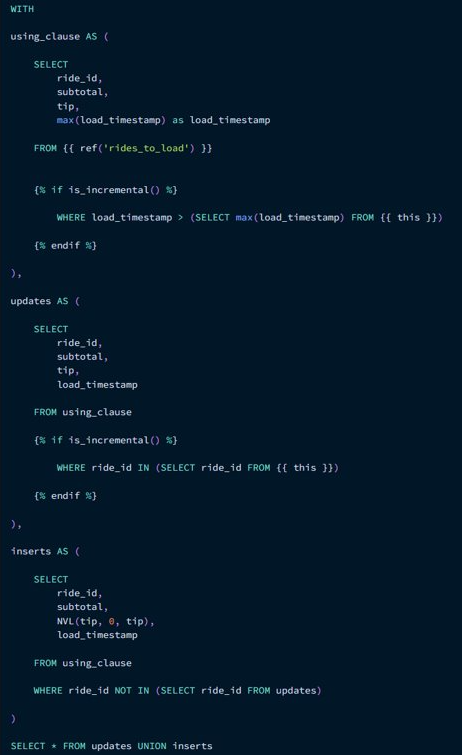 WITH
using_clause AS (
SELECT
ride_id,
subtotal,
tip,
max(load_timestamp) as load_timestamp
FROM {{ ref('rides_to_load') }}
{% if is_incremental() %}
WHERE load_timestamp > (SELECT max(load_timestamp) FROM {{ this }})
{% endif %}
),
updates AS (
SELECT
ride_id,
subtotal,
tip,
load_timestamp
FROM using_clause
{% if is_incremental() %}
WHERE ride_id IN (SELECT ride_id FROM {{ this }})
{% endif %}
),
inserts AS (
SELECT
ride_id,
subtotal,
NVL(tip, 0, tip),
load_timestamp
FROM using_clause
WHERE ride_id NOT IN (SELECT ride_id FROM updates)
)
SELECT * FROM updates UNION inserts